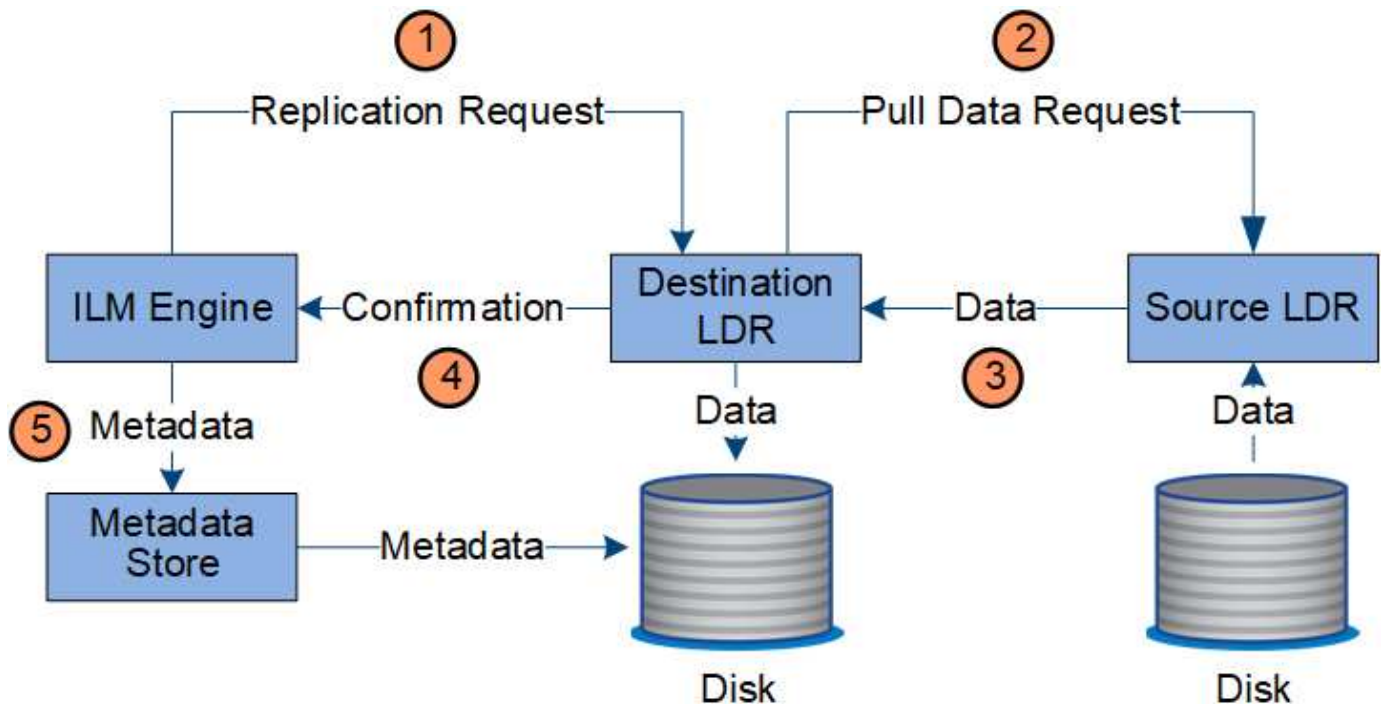 1
2
Replication Request
Pull Data Request
ILM Engine
Confirmation
Destination
LDR
Data
Source LDR
4
3
5
Metadata
Data
Data
Metadata
Store
Metadata
Disk
Disk